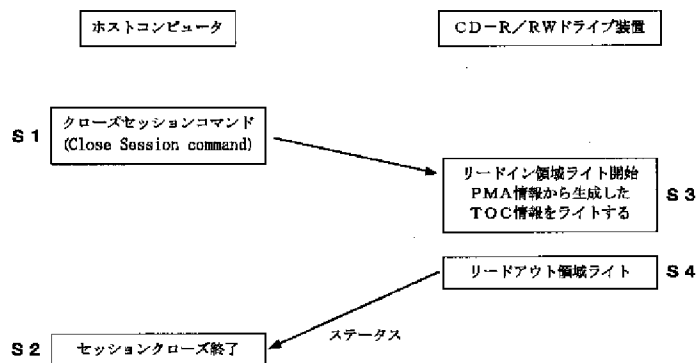 ホストコンピュータ
CD-R/RWドライブ装置
S1
クローズセッションコマンド
(Close Session command)
リードイン領域ライト開始
PMA情報から生成した
TOC情報をライトする
S3
リードアウト領域ライト
S4
ステータス
S2
セッションクローズ終了